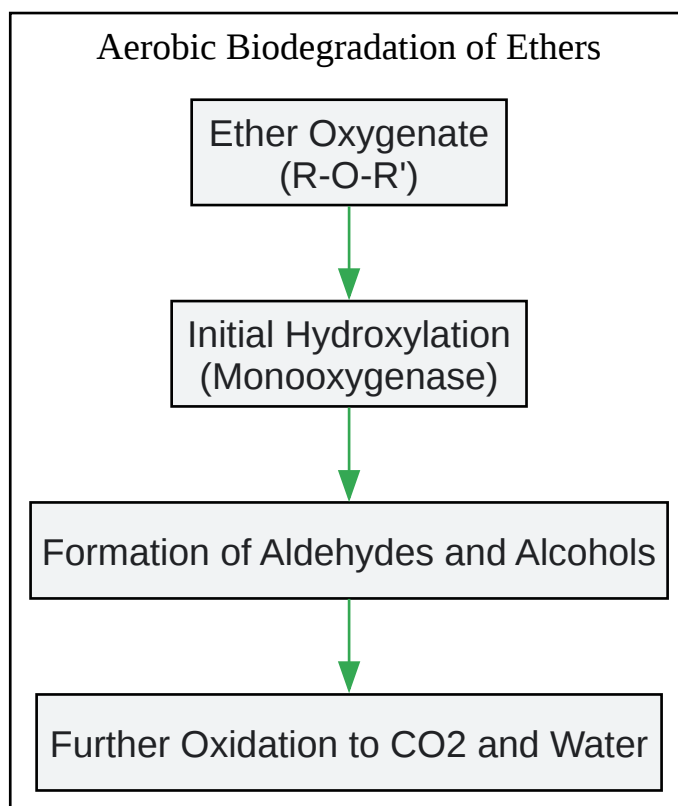 Aerobic Biodegradation of Ethers
Ether Oxygenate
(R-O-R')
Initial Hydroxylation
(Monooxygenase)
Formation of Aldehydes and Alcohols
Further Oxidation to CO2 and Water